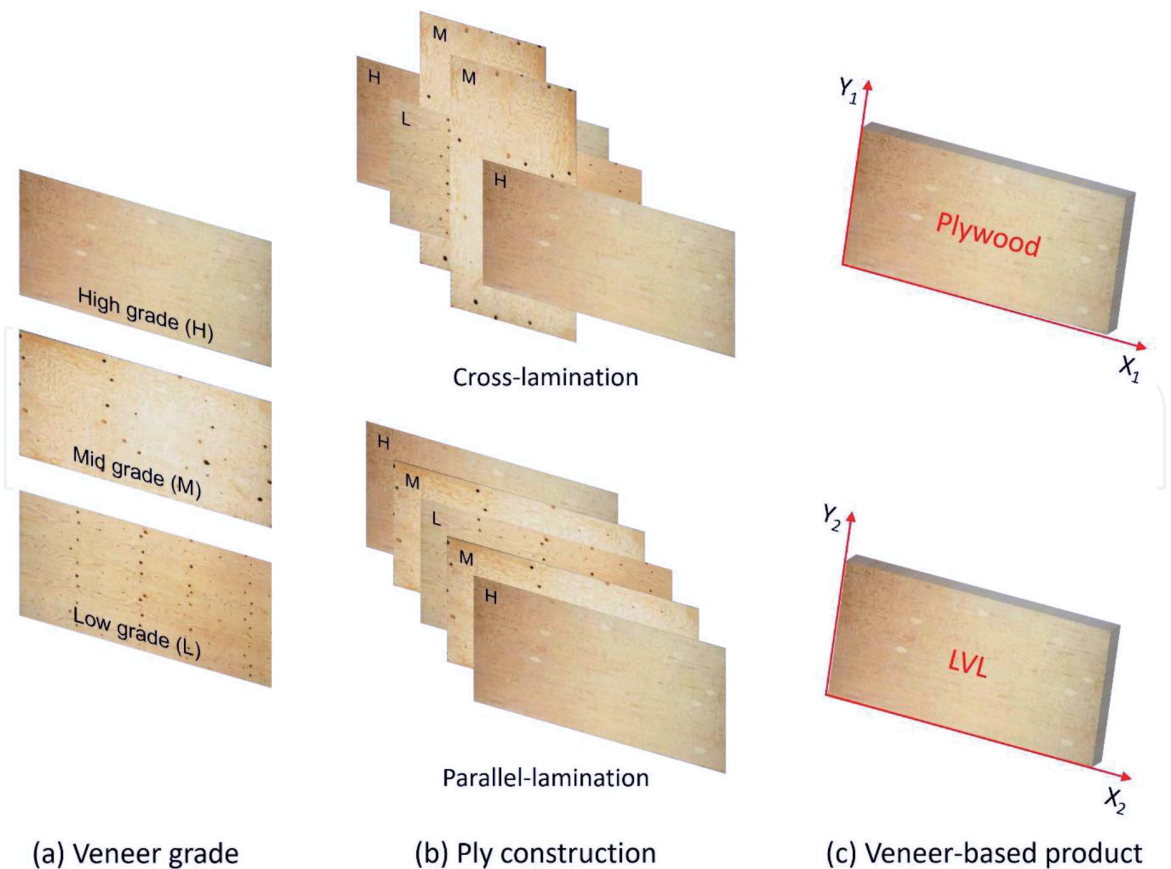 High grade (H)
Mid grade (M)
Low grade (L)
(a) Veneer grade
M
H
M
L
H
Cross-lamination
H
M
L
M
H
Parallel-lamination
(b) Ply construction
Y1
Plywood
X1
Y2
LVL
X2
(c) Veneer-based product